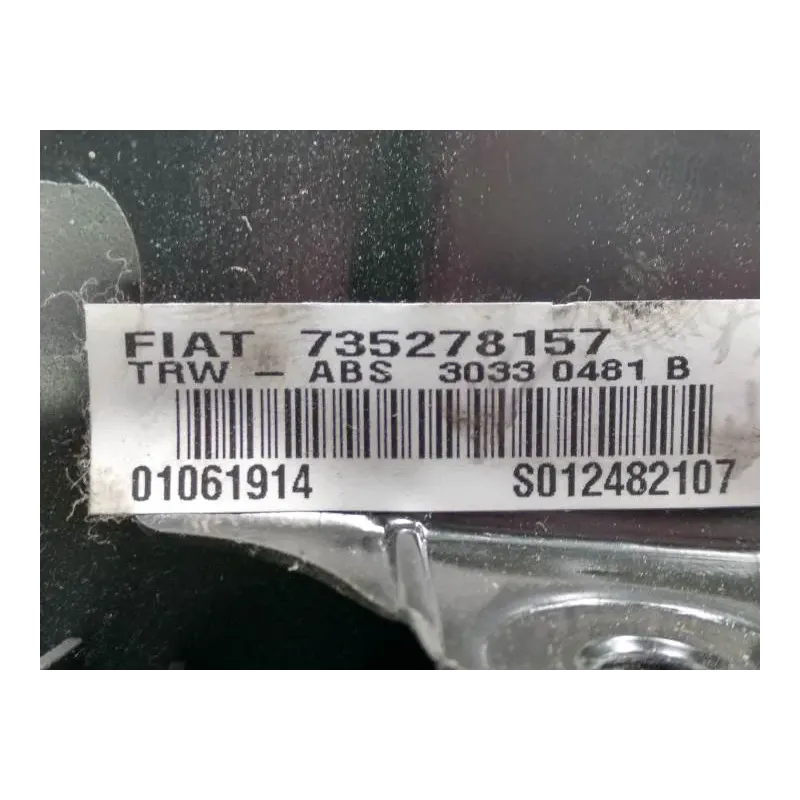 FIAT 735278157
TRW - ABS 3033 0481 B
01061914 S012482107